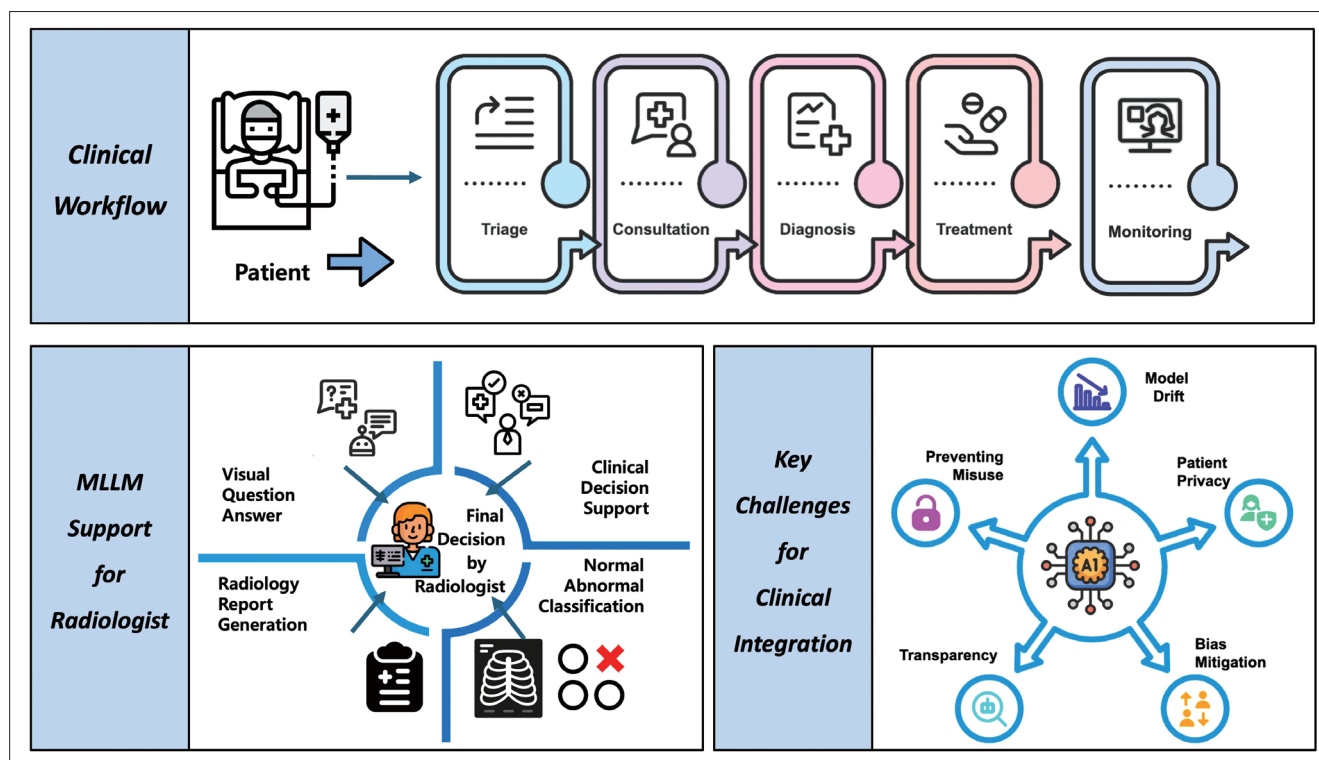 Clinical
Workflow
Patient
Triage
Consultation
Diagnosis
Treatment
Monitoring
MLLM
Support
for
Radiologist
Visual
Question
Answer
Clinical
Decision
Support
Final
Decision
by
Radiologist
Radiology
Report
Generation
Normal
Abnormal
Classification
Key
Challenges
for
Clinical
Integration
Model
Drift
Preventing
Misuse
Patient
Privacy
AI
Transparency
Bias
Mitigation